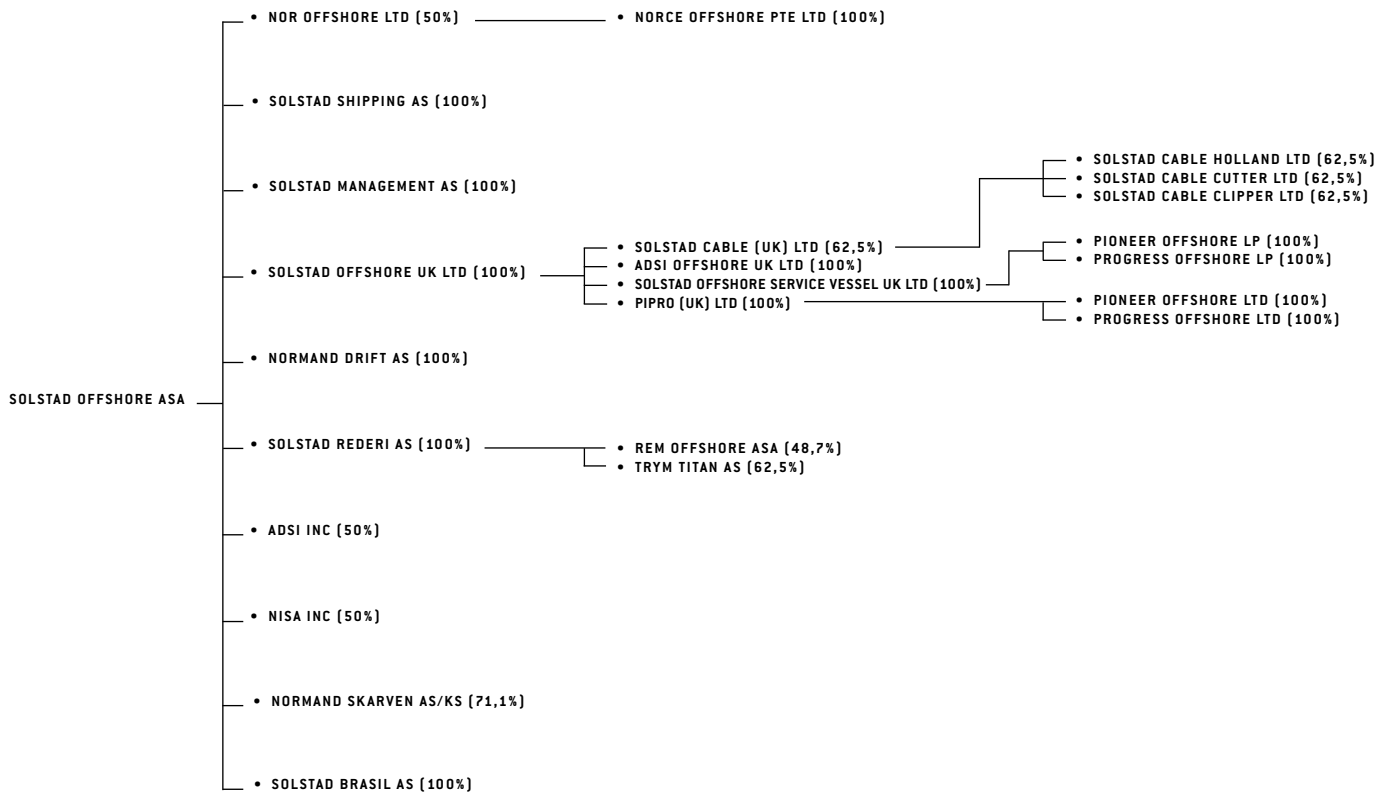 SOLSTAD OFFSHORE ASA
• NOR OFFSHORE LTD (50%)
• NORCE OFFSHORE PTE LTD (100%)
• SOLSTAD SHIPPING AS (100%)
• SOLSTAD MANAGEMENT AS (100%)
• SOLSTAD OFFSHORE UK LTD (100%)
• SOLSTAD CABLE (UK) LTD (62,5%)
• ADSI OFFSHORE UK LTD (100%)
• SOLSTAD OFFSHORE SERVICE VESSEL UK LTD (100%)
• PIPRO (UK) LTD (100%)
• SOLSTAD CABLE HOLLAND LTD (62,5%)
• SOLSTAD CABLE CUTTER LTD (62,5%)
• SOLSTAD CABLE CLIPPER LTD (62,5%)
• PIONEER OFFSHORE LP (100%)
• PROGRESS OFFSHORE LP (100%)
• PIONEER OFFSHORE LTD (100%)
• PROGRESS OFFSHORE LTD (100%)
• NORMAND DRIFT AS (100%)
• SOLSTAD REDERI AS (100%)
• REM OFFSHORE ASA (48,7%)
• TRYM TITAN AS (62,5%)
• ADSI INC (50%)
• NISA INC (50%)
• NORMAND SKARVEN AS/KS (71,1%)
• SOLSTAD BRASIL AS (100%)